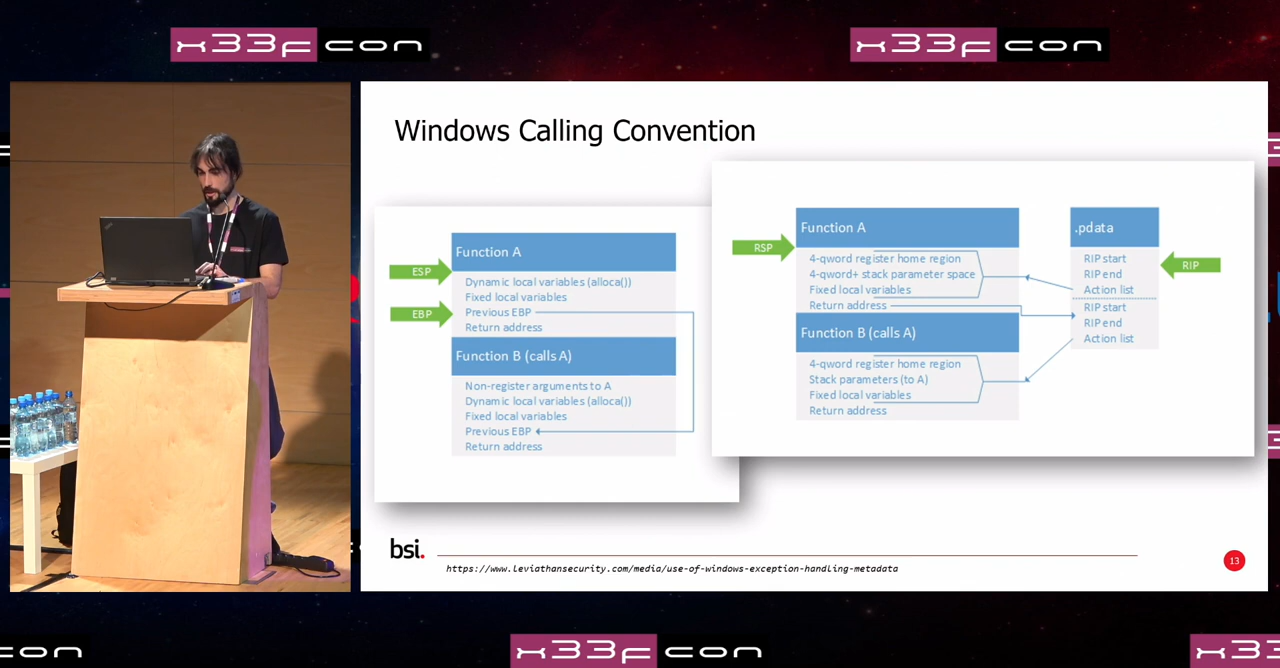 x33fcon
x33fcon
Windows Calling Convention
Function A
ESP
Dynamic local variables (alloca())
Fixed local variables
EBP
Previous EBP
Return address
Function B (calls A)
Non-register arguments to A
Dynamic local variables (alloca())
Fixed local variables
Previous EBP
Return address
Function A
RSP
4-qword register home region
4-qword+ stack parameter space
Fixed local variables
Return address
Function B (calls A)
4-qword register home region
Stack parameters (to A)
Fixed local variables
Return address
.pdata
RIP start
RIP
RIP end
Action list
RIP start
RIP end
Action list
bsi.
https://www.leviathansecurity.com/media/use-of-windows-exception-handling-metadata
13
con
x33fcon
x33